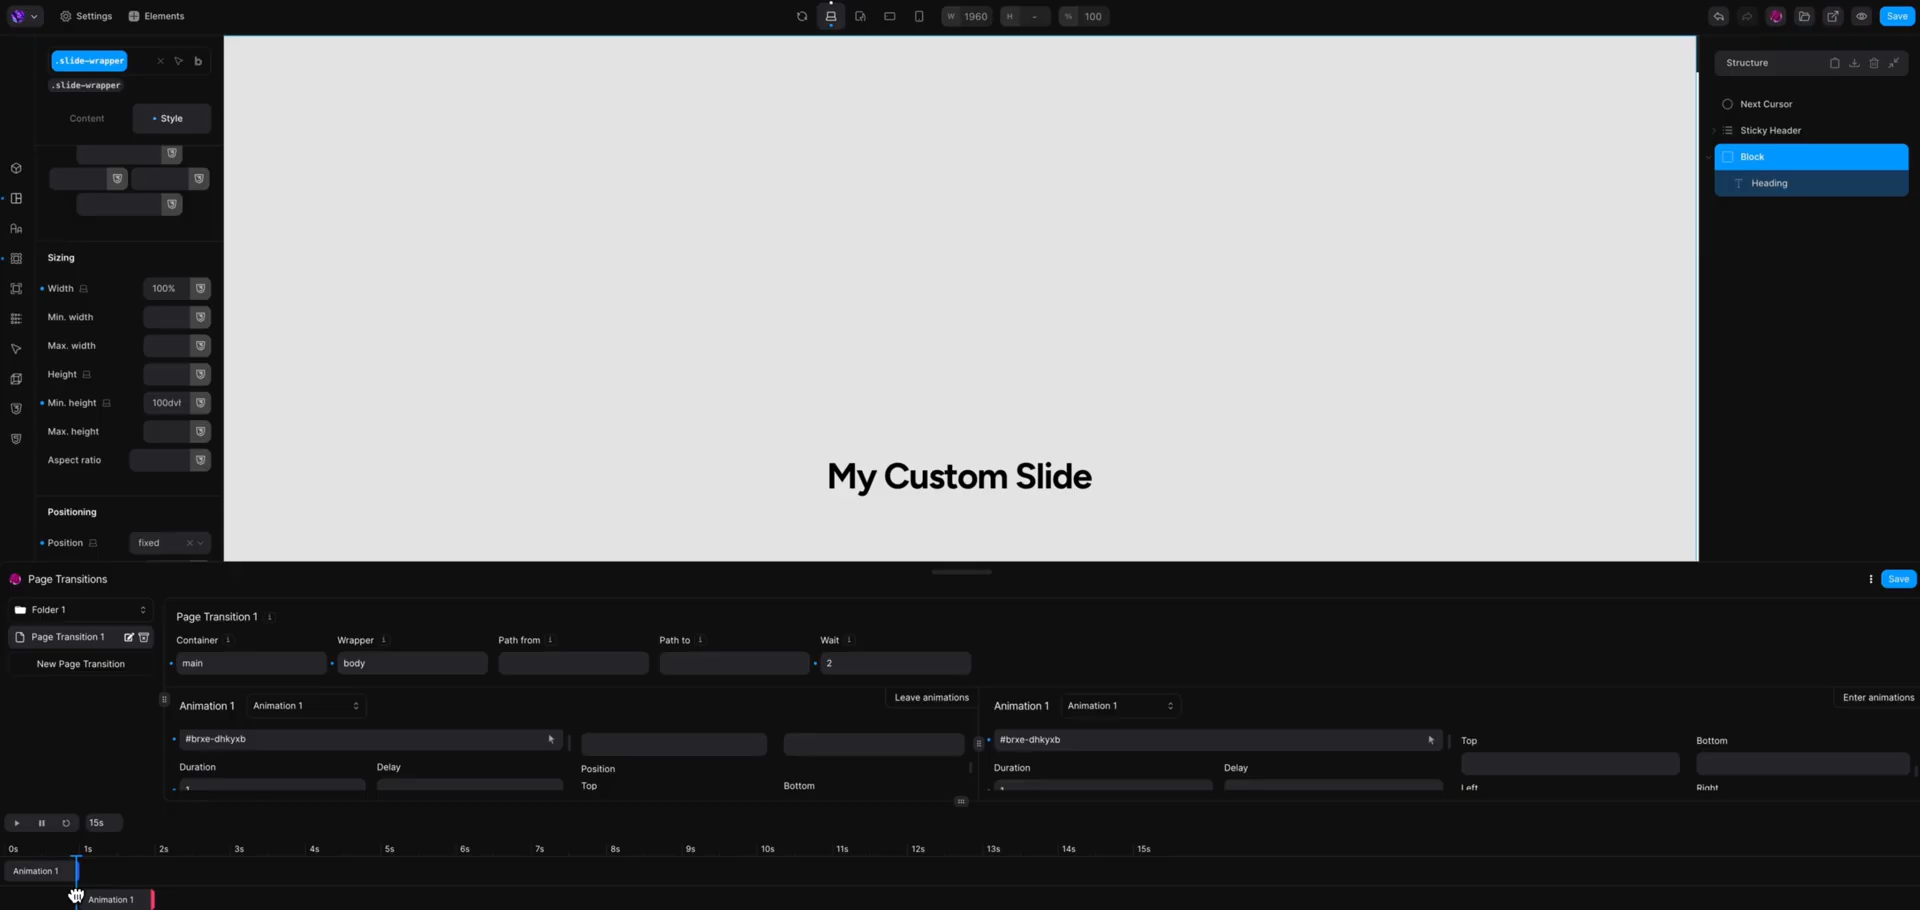 Settings
Elements
W 1960
H -
% 100
Save
.slide-wrapper
.slide-wrapper
Content
Style
Sizing
Width 100%
Min. width
Max. width
Height
Min. height 100dvh
Max. height
Aspect ratio
Positioning
Position fixed
My Custom Slide
Structure
Next Cursor
Sticky Header
Block
Heading
Page Transitions
Save
Folder 1
Page Transition 1
New Page Transition
Page Transition 1
Container
Wrapper
Path from
Path to
Wait
main
body
2
Animation 1
Animation 1
Leave animations
#brxe-dhkyxb
Duration
Delay
Position
Top
Bottom
1
Animation 1
Animation 1
Enter animations
#brxe-dhkyxb
Top
Bottom
Duration
Delay
Left
Right
1
15s
0s 1s 2s 3s 4s 5s 6s 7s 8s 9s 10s 11s 12s 13s 14s 15s
Animation 1
Animation 1